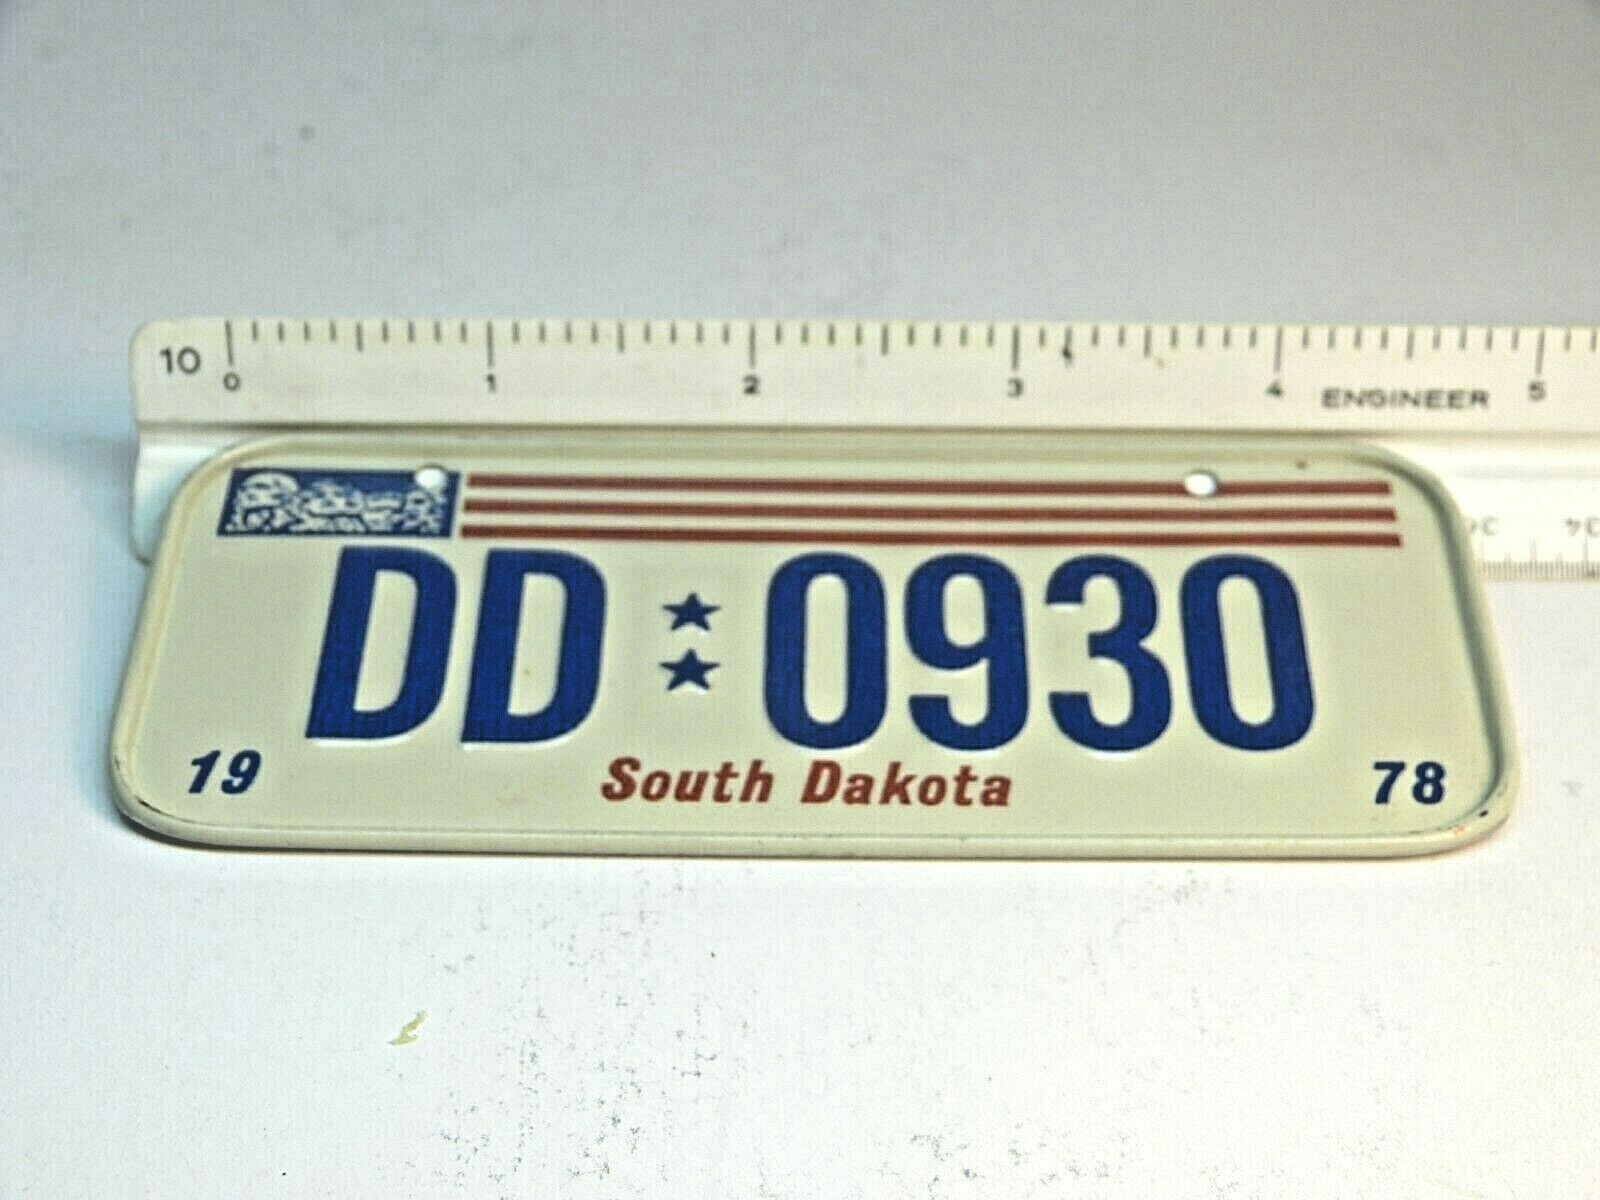 10
0 1 2 3 4 ENGINEER 5
DD 0930
19 South Dakota 78